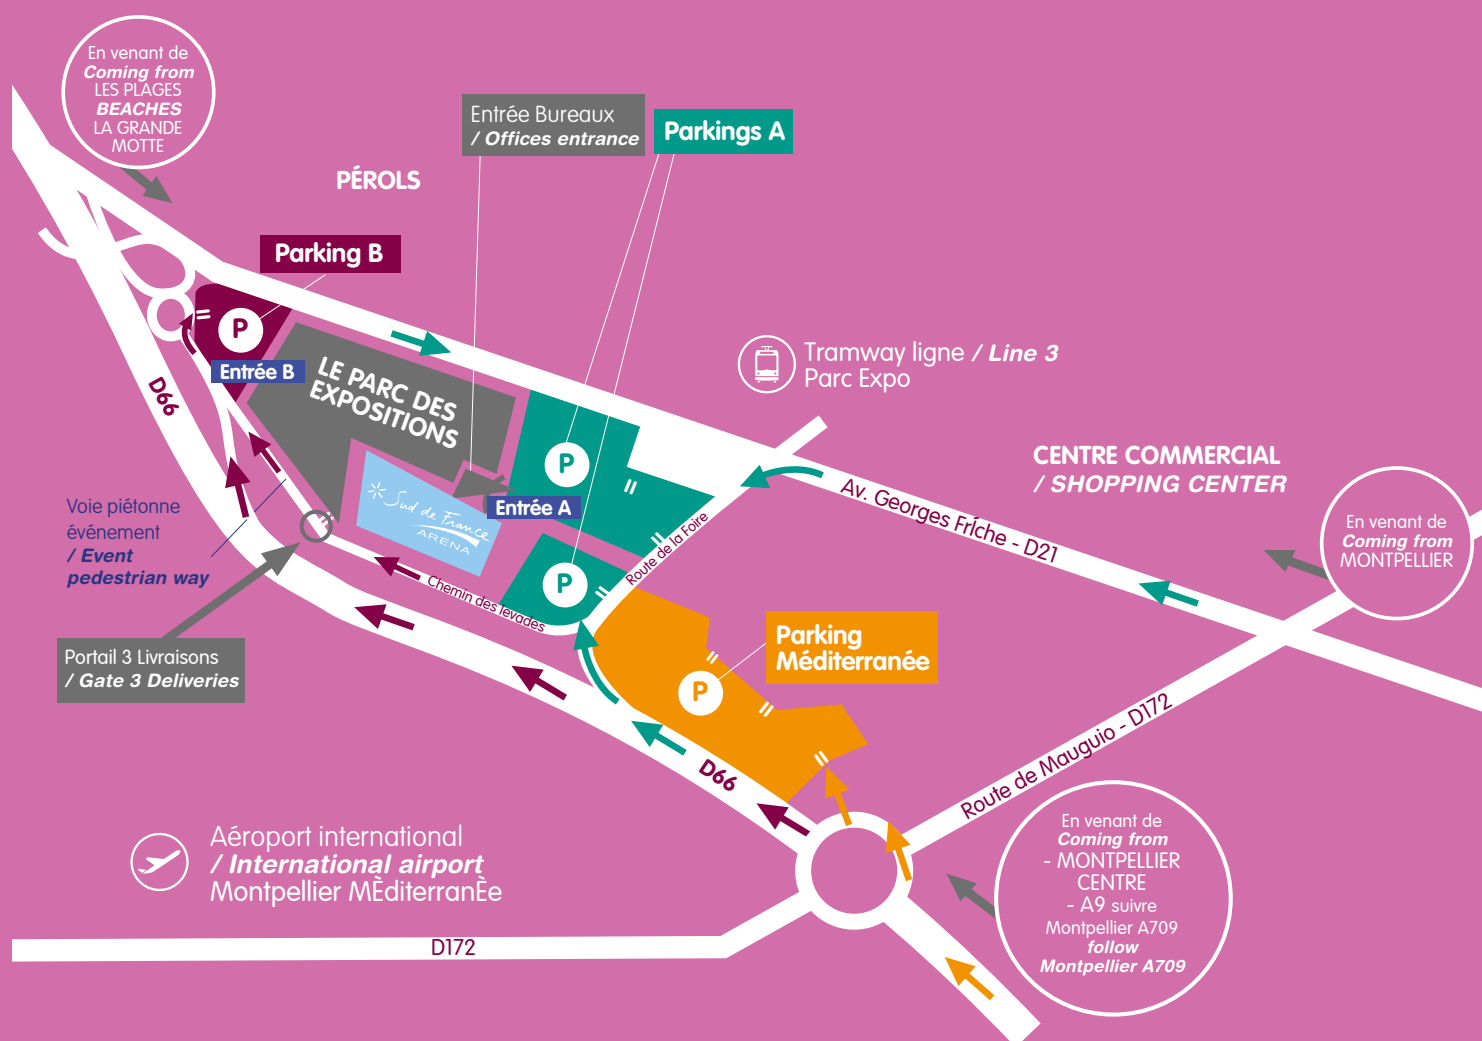 En venant de
Coming from
LES PLAGES
BEACHES
LA GRANDE
MOTTE
Entrée Bureaux
/ Offices entrance
Parkings A
PÉROLS
Parking B
P
Entrée B
LE PARC DES
EXPOSITIONS
D66
Tramway ligne / Line 3
Parc Expo
CENTRE COMMERCIAL
/ SHOPPING CENTER
P
Entrée A
Sud de France
ARENA
Av. Georges Frîche - D21
Route de la Foire
Voie piétonne
événement
/ Event
pedestrian way
En venant de
Coming from
MONTPELLIER
P
Chemin des levades
Portail 3 Livraisons
/ Gate 3 Deliveries
Parking
Méditerranée
P
D66
Route de Mauguio - D172
Aéroport international
/ International airport
Montpellier MÈditerranÈe
En venant de
Coming from
- MONTPELLIER
CENTRE
- A9 suivre
Montpellier A709
follow
Montpellier A709
D172